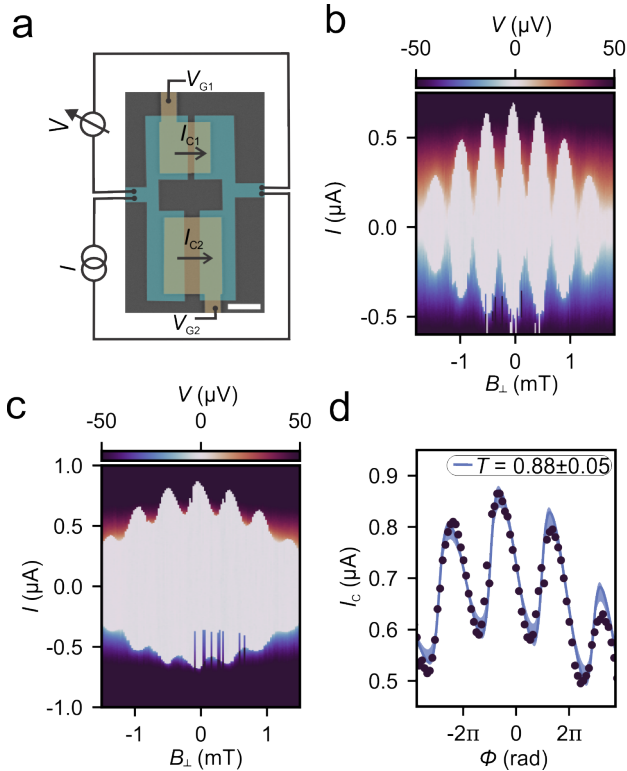 a
V
I
V_G1
I_C1
I_C2
V_G2
b
V (µV)
-50 0 50
I (µA)
0.5
0.0
-0.5
-1 0 1
B⊥ (mT)
c
V (µV)
-50 0 50
I (µA)
1.0
0.5
0.0
-0.5
-1.0
-1 0 1
B⊥ (mT)
d
T = 0.88±0.05
I_C (µA)
0.9
0.8
0.7
0.6
0.5
-2π 0 2π
Φ (rad)